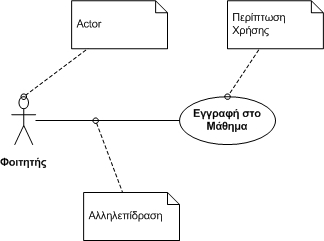 Actor
Περίπτωση
Χρήσης
Εγγραφή στο
Μάθημα
Φοιτητής
Αλληλεπίδραση